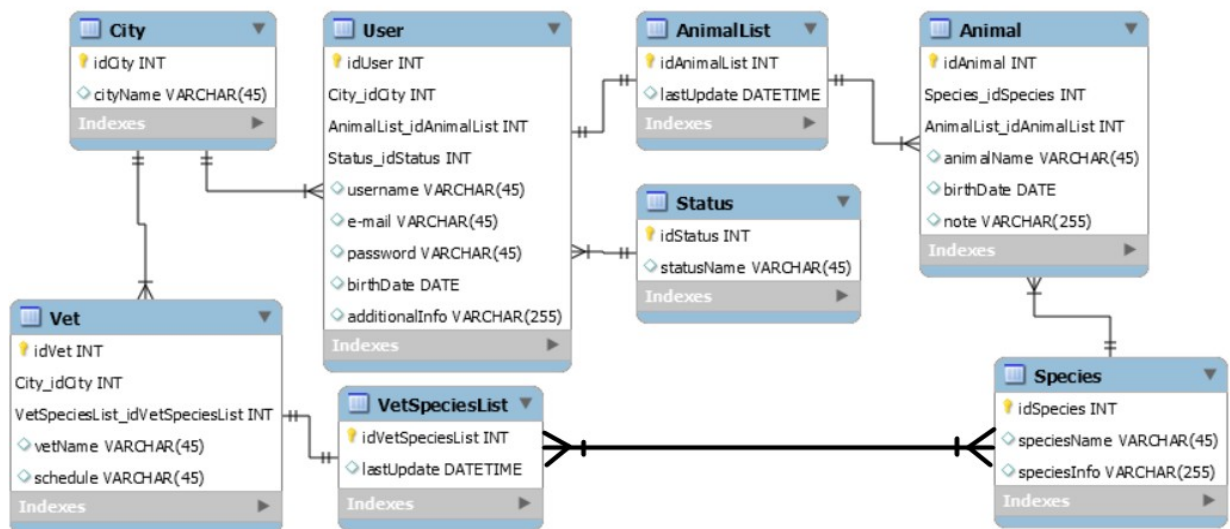 City
idCity INT
cityName VARCHAR(45)
Indexes
User
idUser INT
City_idCity INT
AnimalList_idAnimalList INT
Status_idStatus INT
username VARCHAR(45)
e-mail VARCHAR(45)
password VARCHAR(45)
birthDate DATE
additionalInfo VARCHAR(255)
Indexes
AnimalList
idAnimalList INT
lastUpdate DATETIME
Indexes
Animal
idAnimal INT
Species_idSpecies INT
AnimalList_idAnimalList INT
animalName VARCHAR(45)
birthDate DATE
note VARCHAR(255)
Indexes
Status
idStatus INT
statusName VARCHAR(45)
Indexes
Vet
idVet INT
City_idCity INT
VetSpeciesList_idVetSpeciesList INT
vetName VARCHAR(45)
schedule VARCHAR(45)
Indexes
VetSpeciesList
idVetSpeciesList INT
lastUpdate DATETIME
Indexes
Species
idSpecies INT
speciesName VARCHAR(45)
speciesInfo VARCHAR(255)
Indexes